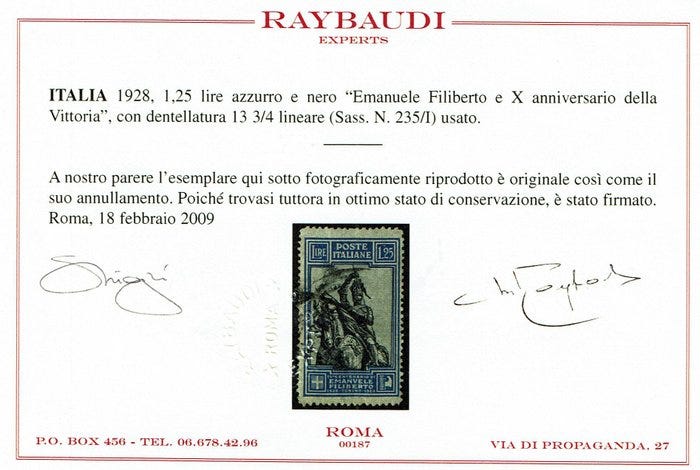 RAYBAUDI
EXPERTS
ITALIA 1928, 1,25 lire azzurro e nero “Emanuele Filiberto e X anniversario della
Vittoria”, con dentellatura 13 3/4 lineare (Sass. N. 235/I) usato.
A nostro parere l’esemplare qui sotto fotograficamente riprodotto è originale così come il
suo annullamento. Poiché trovasi tuttora in ottimo stato di conservazione, è stato firmato.
Roma, 18 febbraio 2009
POSTE
ITALIANE
LIRE
1,25
EMANUELE
FILIBERTO
P.O. BOX 456 - TEL. 06.678.42.96
ROMA
00187
VIA DI PROPAGANDA, 27